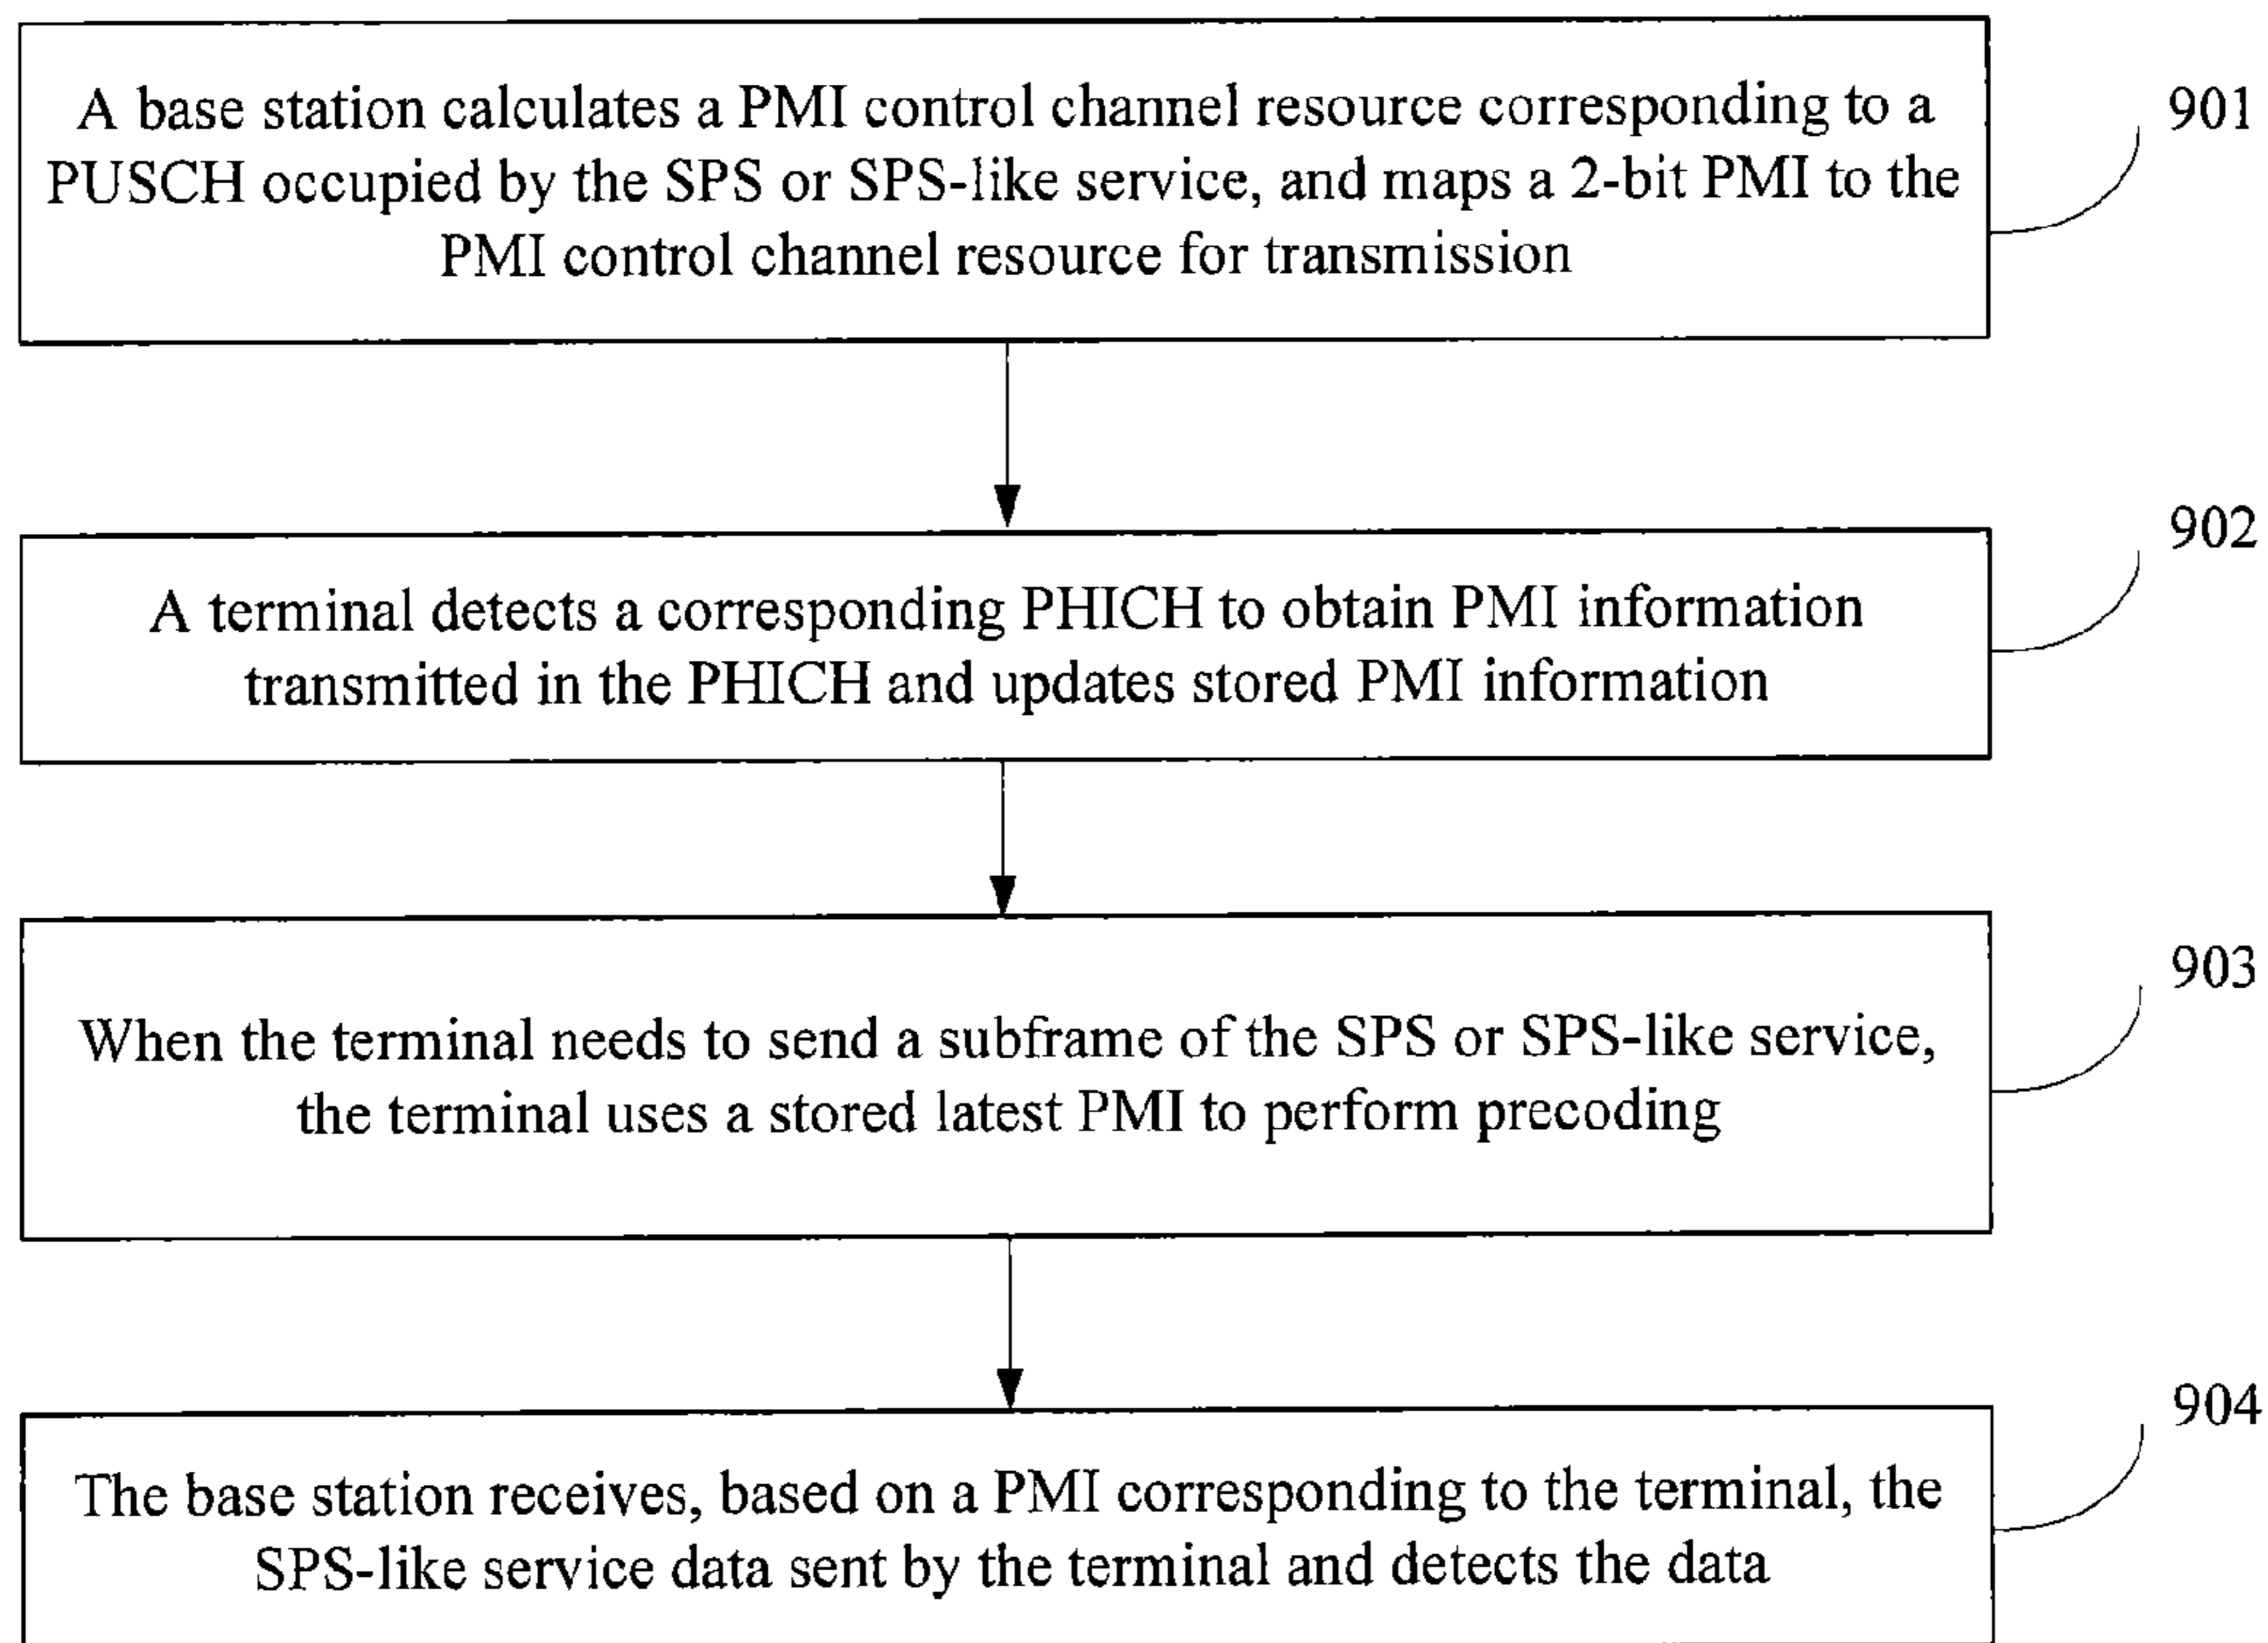 A base station calculates a PMI control channel resource corresponding to a
PUSCH occupied by the SPS or SPS-like service, and maps a 2-bit PMI to the
PMI control channel resource for transmission
901
A terminal detects a corresponding PHICH to obtain PMI information
transmitted in the PHICH and updates stored PMI information
902
When the terminal needs to send a subframe of the SPS or SPS-like service,
the terminal uses a stored latest PMI to perform precoding
903
The base station receives, based on a PMI corresponding to the terminal, the
SPS-like service data sent by the terminal and detects the data
904